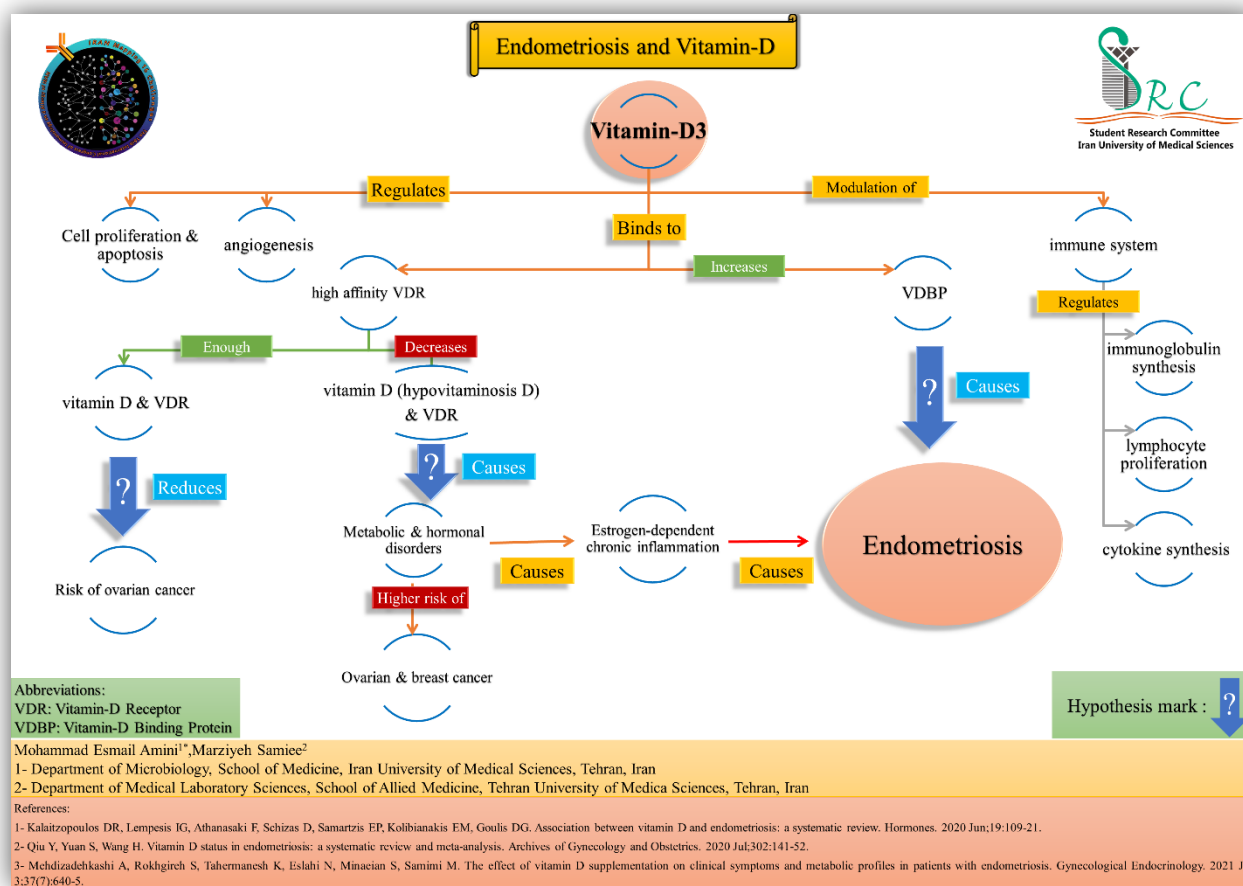 Endometriosis and Vitamin-D
SRC
Student Research Committee
Iran University of Medical Sciences
Vitamin-D3
Regulates
Modulation of
Cell proliferation &
apoptosis
angiogenesis
Binds to
immune system
high affinity VDR
Increases
VDBP
Regulates
immunoglobulin
synthesis
lymphocyte
proliferation
cytokine synthesis
Enough
Decreases
vitamin D & VDR
vitamin D (hypovitaminosis D)
& VDR
?
Causes
?
Reduces
?
Causes
Risk of ovarian cancer
Metabolic & hormonal
disorders
Causes
Estrogen-dependent
chronic inflammation
Causes
Endometriosis
Higher risk of
Ovarian & breast cancer
Abbreviations:
VDR: Vitamin-D Receptor
VDBP: Vitamin-D Binding Protein
Hypothesis mark :
?
Mohammad Esmail Amini1*,Marziyeh Samiee2
1- Department of Microbiology, School of Medicine, Iran University of Medical Sciences, Tehran, Iran
2- Department of Medical Laboratory Sciences, School of Allied Medicine, Tehran University of Medica Sciences, Tehran, Iran
References:
1- Kalaitzopoulos DR, Lempesis IG, Athanasaki F, Schizas D, Samartzis EP, Kolibianakis EM, Goulis DG. Association between vitamin D and endometriosis: a systematic review. Hormones. 2020 Jun;19:109-21.
2- Qiu Y, Yuan S, Wang H. Vitamin D status in endometriosis: a systematic review and meta-analysis. Archives of Gynecology and Obstetrics. 2020 Jul;302:141-52.
3- Mehdizadehkashi A, Rokhgireh S, Tahermanesh K, Eslahi N, Minaeian S, Samimi M. The effect of vitamin D supplementation on clinical symptoms and metabolic profiles in patients with endometriosis. Gynecological Endocrinology. 2021 J
3;37(7):640-5.